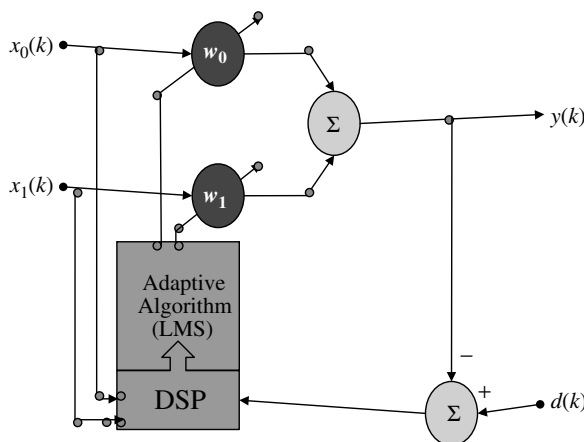 x₀(k)
w₀
Σ
y(k)
x₁(k)
w₁
Adaptive
Algorithm
(LMS)
DSP
−
+
Σ
d(k)